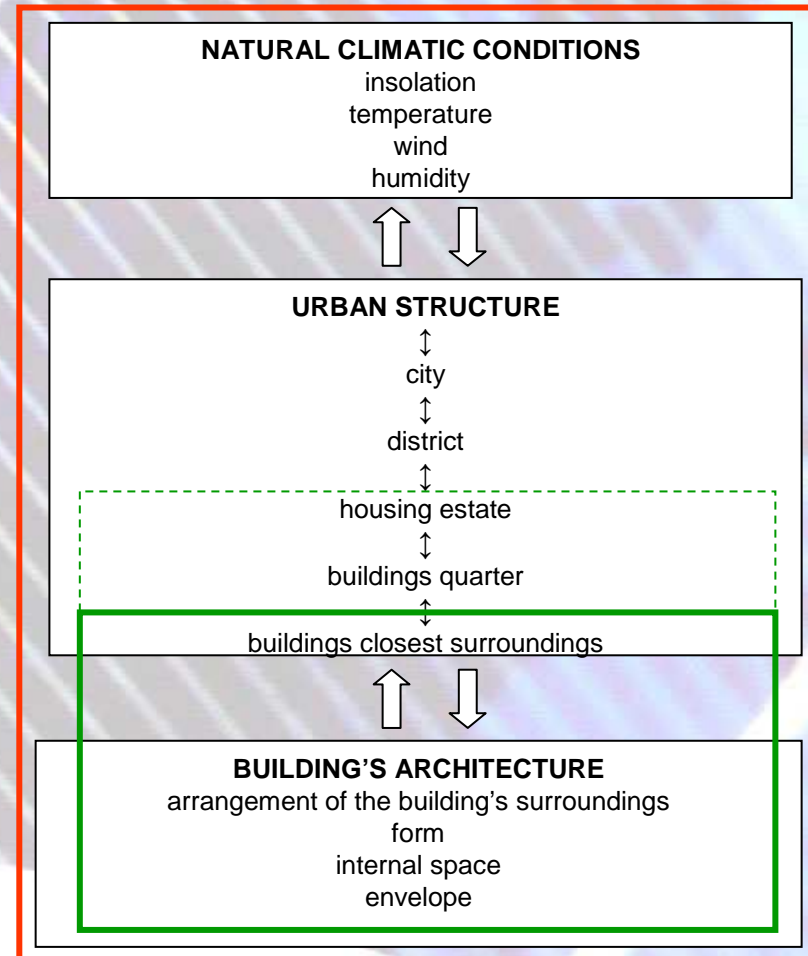 NATURAL CLIMATIC CONDITIONS
insolation
temperature
wind
humidity
URBAN STRUCTURE
↕
city
↕
district
↕
housing estate
↕
buildings quarter
↕
buildings closest surroundings
BUILDING’S ARCHITECTURE
arrangement of the building’s surroundings
form
internal space
envelope